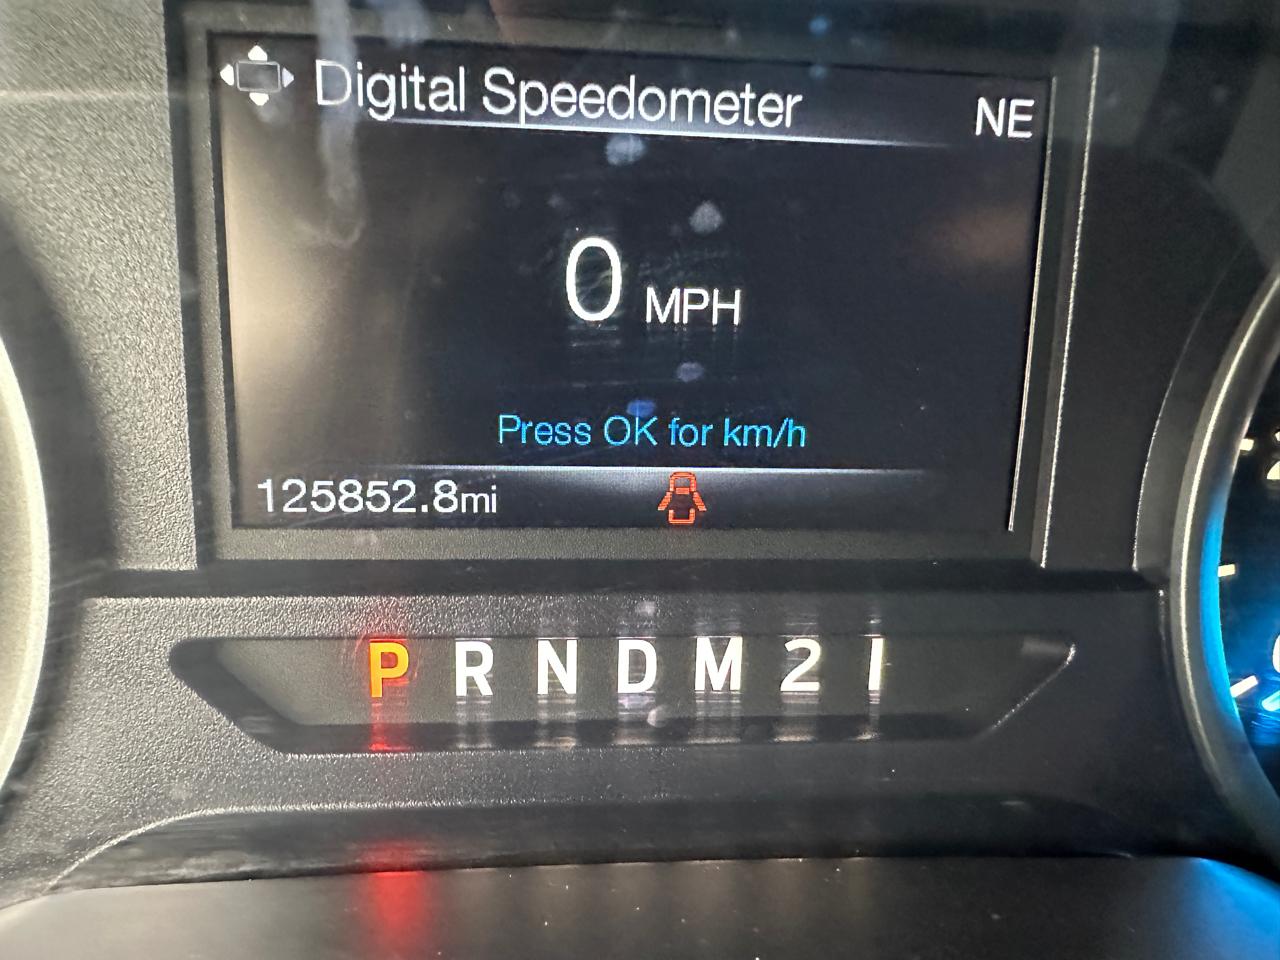 Digital Speedometer
NE
0 MPH
Press OK for km/h
125852.8mi
P R N D M 2 1